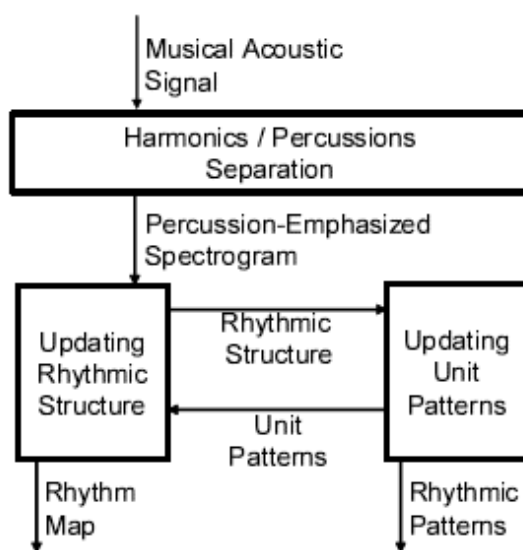 Musical Acoustic
Signal
Harmonics / Percussions
Separation
Percussion-Emphasized
Spectrogram
Updating
Rhythmic
Structure
Rhythmic
Structure
Unit
Patterns
Updating
Unit
Patterns
Rhythm
Map
Rhythmic
Patterns